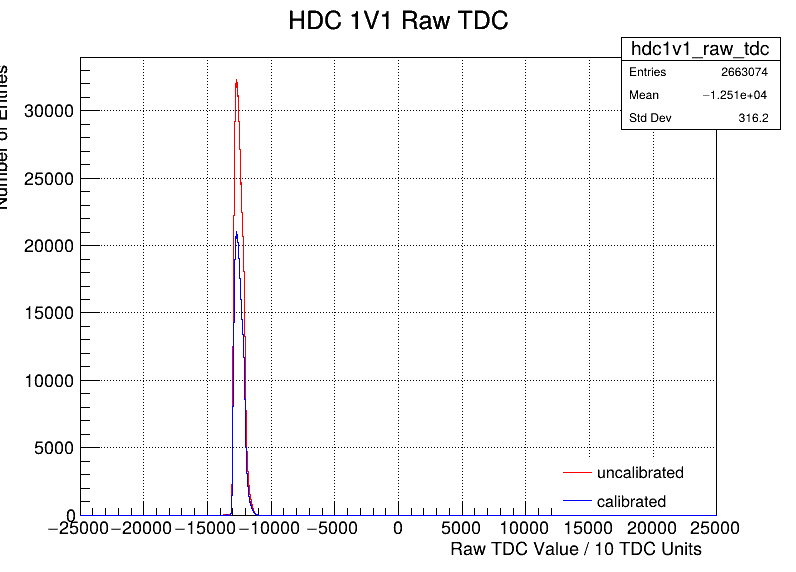 HDC 1V1 Raw TDC
hdc1v1_raw_tdc
Entries 2663074
Mean −1.251e+04
Std Dev 316.2
Number of Entries
30000
25000
20000
15000
10000
5000
0
uncalibrated
calibrated
−25000 −20000 −15000 −10000 −5000 0 5000 10000 15000 20000 25000
Raw TDC Value / 10 TDC Units